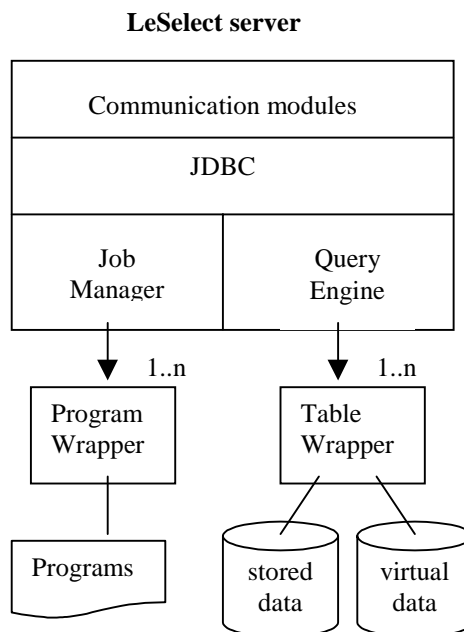 LeSelect server
Communication modules
JDBC
Job
Manager
Query
Engine
1..n
1..n
Program
Wrapper
Table
Wrapper
Programs
stored
data
virtual
data